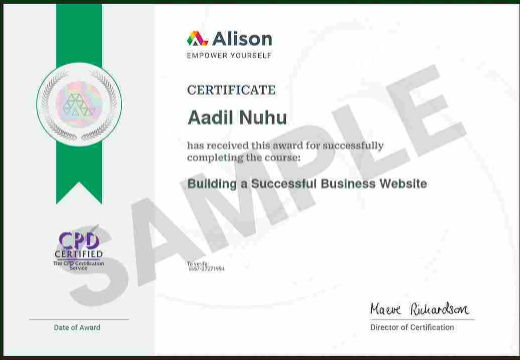 Alison
EMPOWER YOURSELF
CERTIFICATE
Aadil Nuhu
has received this award for successfully
completing the course:
Building a Successful Business Website
SAMPLE
CPD
CERTIFIED
The CPD Certification
Service
To verify:
Date of Award
Maeve Richardson
Director of Certification